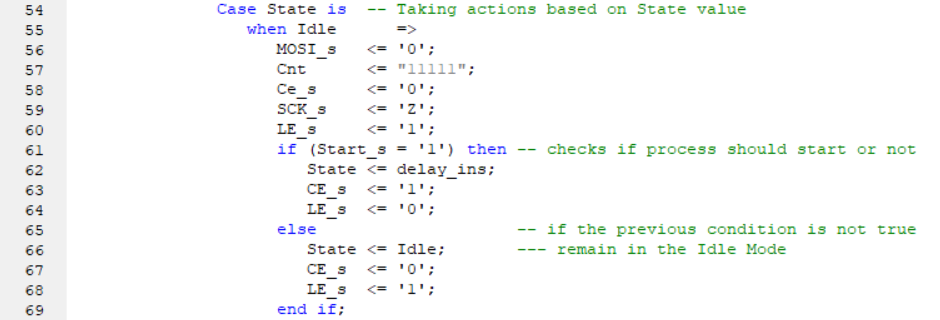 54 Case State is -- Taking actions based on State value
55 when Idle =>
56 MOSI_s <= '0';
57 Cnt <= "11111";
58 Ce_s <= '0';
59 SCK_s <= 'Z';
60 LE_s <= '1';
61 if (Start_s = '1') then -- checks if process should start or not
62 State <= delay_ins;
63 CE_s <= '1';
64 LE_s <= '0';
65 else -- if the previous condition is not true
66 State <= Idle; --- remain in the Idle Mode
67 CE_s <= '0';
68 LE_s <= '1';
69 end if;